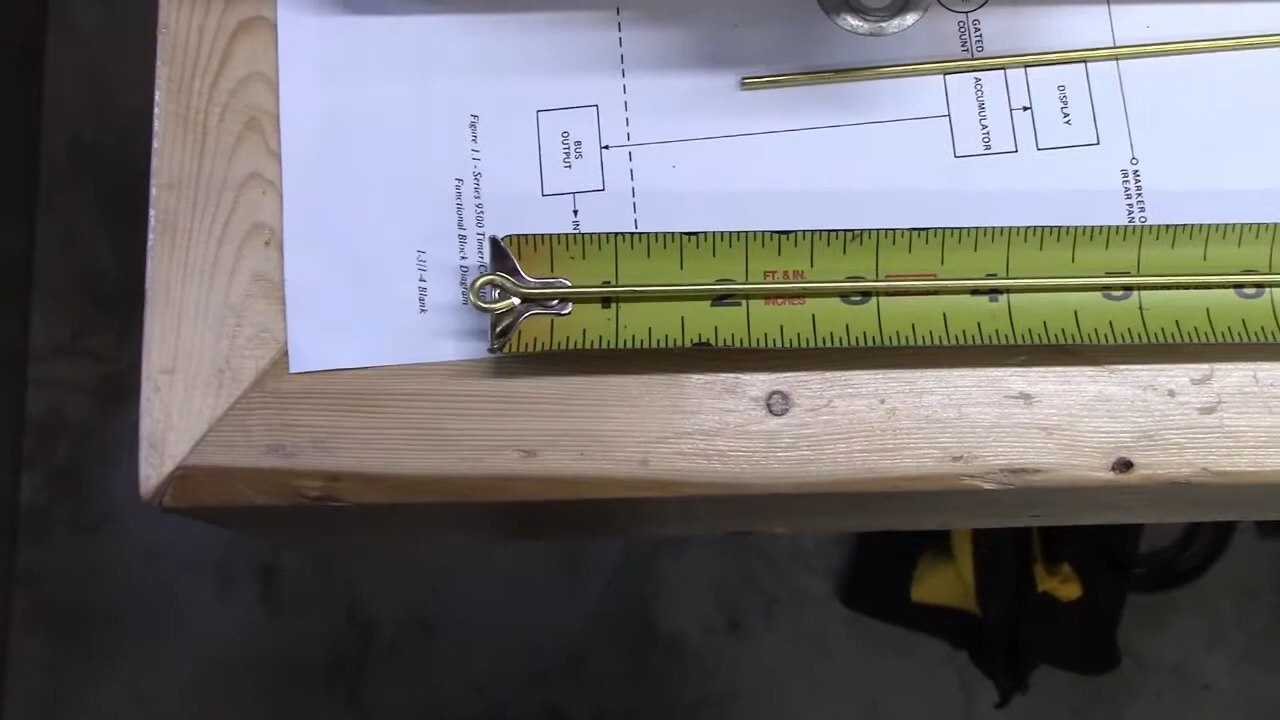 GATED
COUNT
ACCUMULATOR
DISPLAY
BUS
OUTPUT
MARKER O
(REAR PAN
Figure 1.1 - Series 9500 Timer/C
Functional Block Diagram
1-3/1-4 Blank
1 2 3 4 5 6
FT. & IN.
INCHES